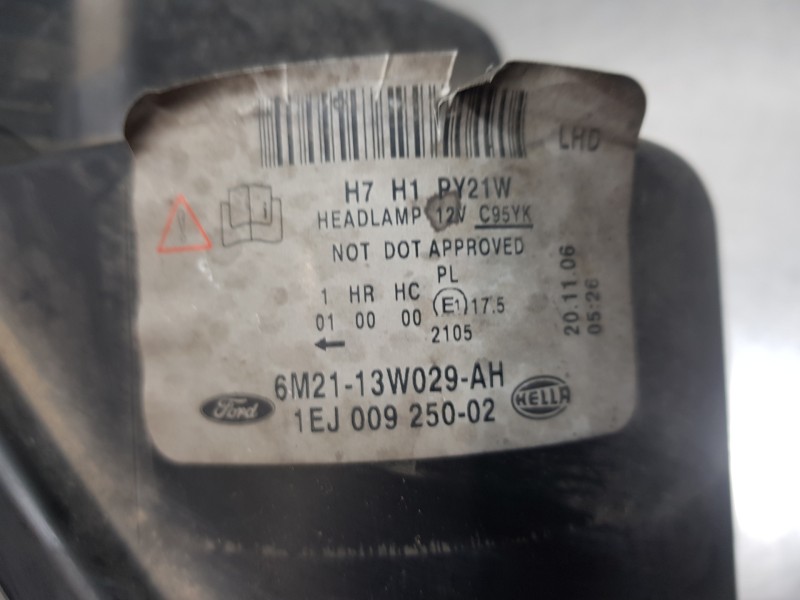 LHD
H7 H1 PY21W
HEADLAMP 12V C95YK
NOT DOT APPROVED
PL
1 HR HC E1 17.5
01 00 00 2105
20.11.06
05:26
6M21-13W029-AH
Ford
1EJ 009 250-02
HELLA